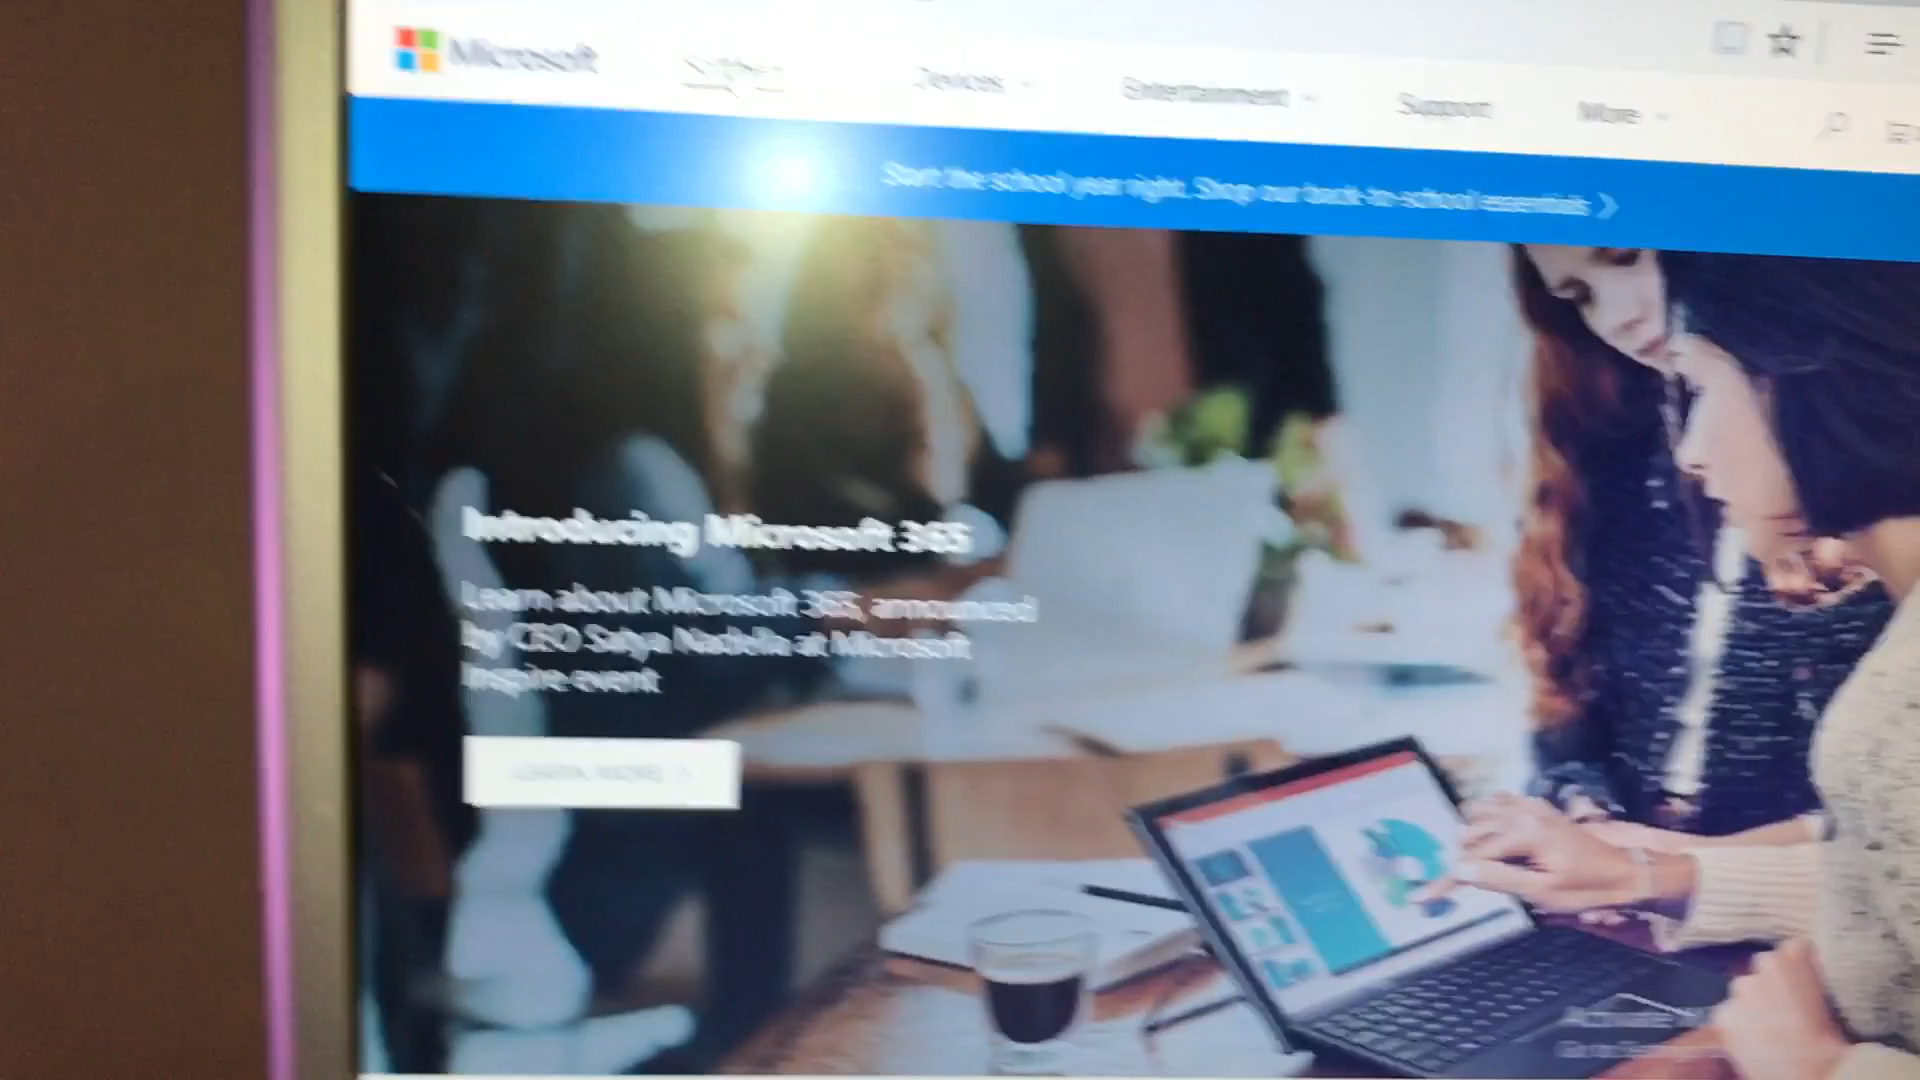 Microsoft
Devices
Entertainment
Support
More
Start the school year right. Shop our back-to-school essentials
Introducing Microsoft 365
Learn about Microsoft 365, announced
by CEO Satya Nadella at Microsoft
Inspire event
LEARN MORE
Activate